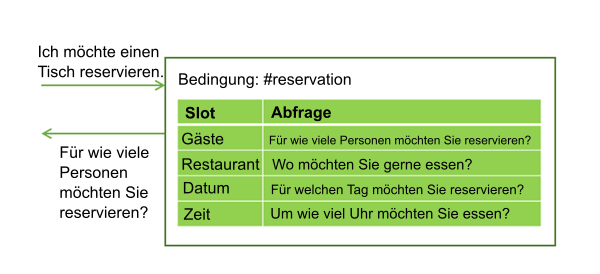 Ich möchte einen
Tisch reservieren.
Bedingung: #reservation
Slot Abfrage
Gäste Für wie viele Personen möchten Sie reservieren?
Restaurant Wo möchten Sie gerne essen?
Datum Für welchen Tag möchten Sie reservieren?
Zeit Um wie viel Uhr möchten Sie essen?
Für wie viele
Personen
möchten Sie
reservieren?